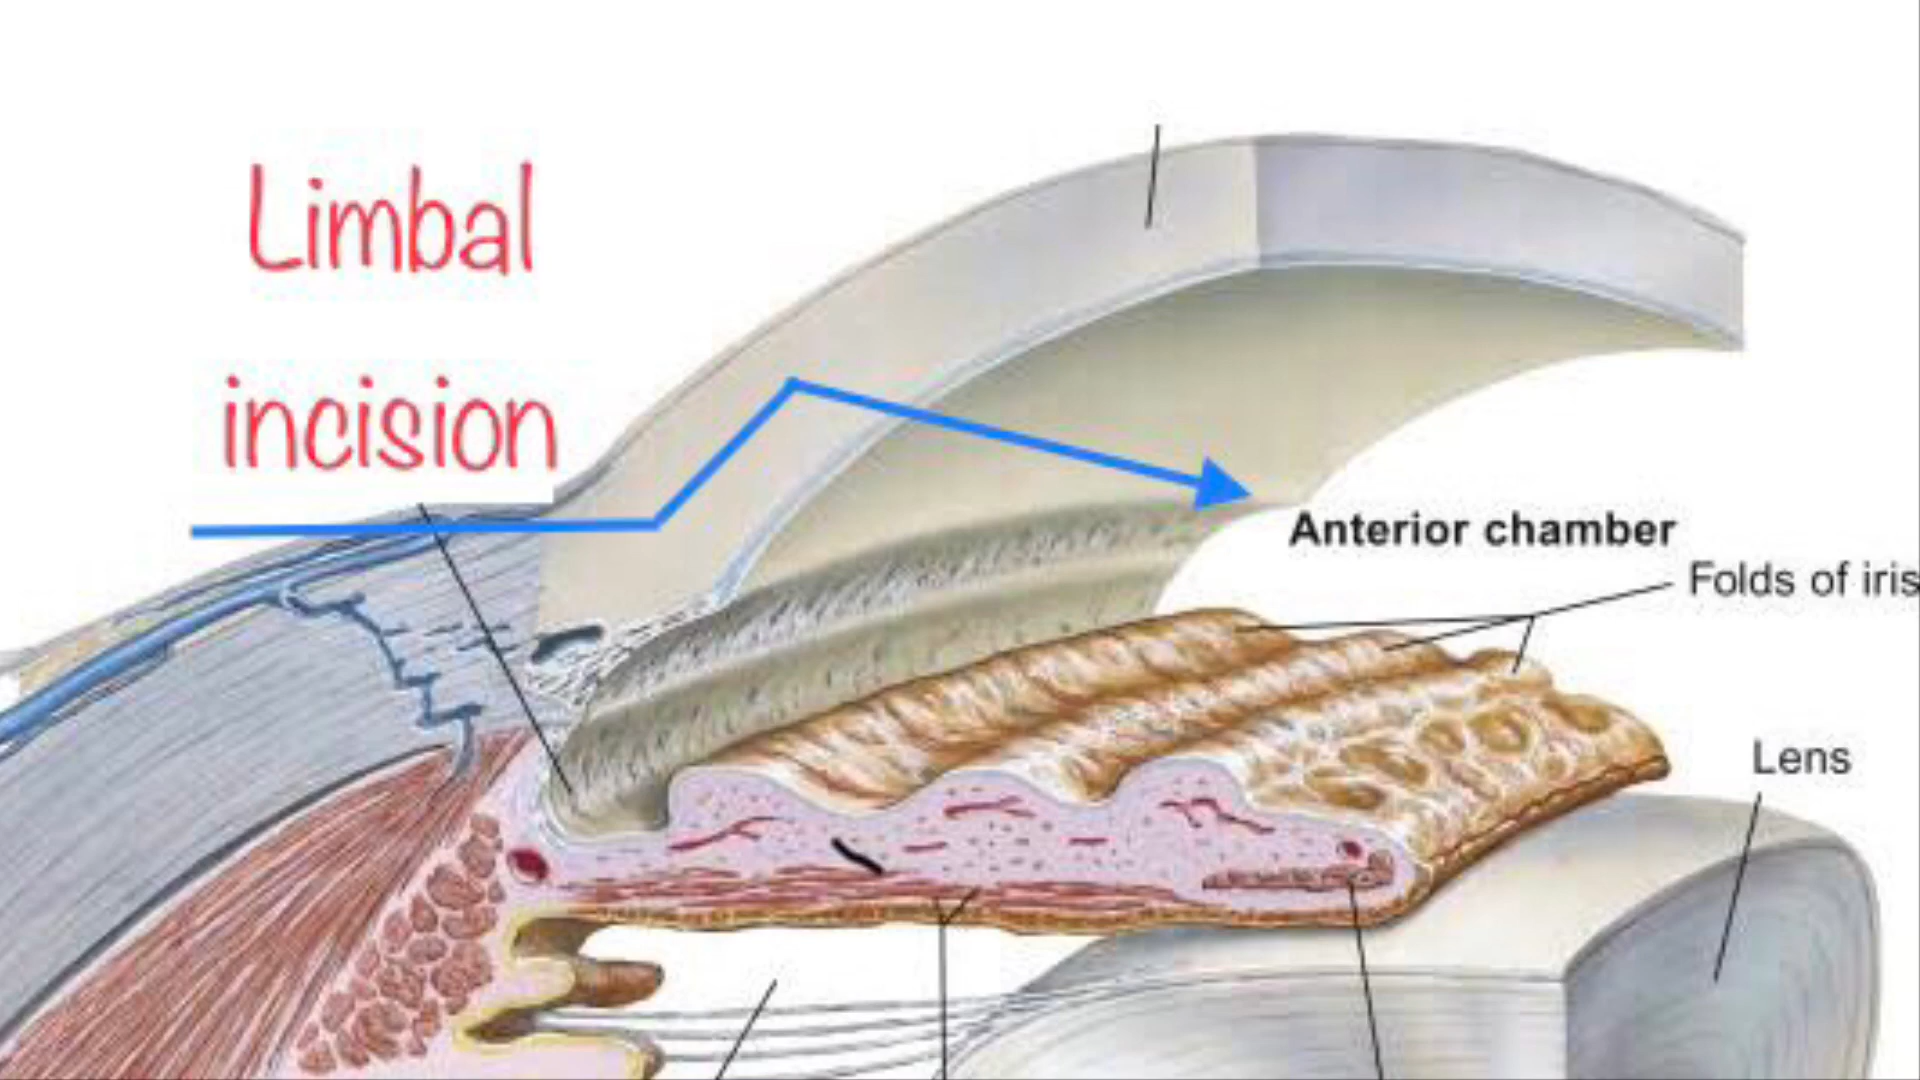 Limbal
incision
Anterior chamber
Folds of iris
Lens